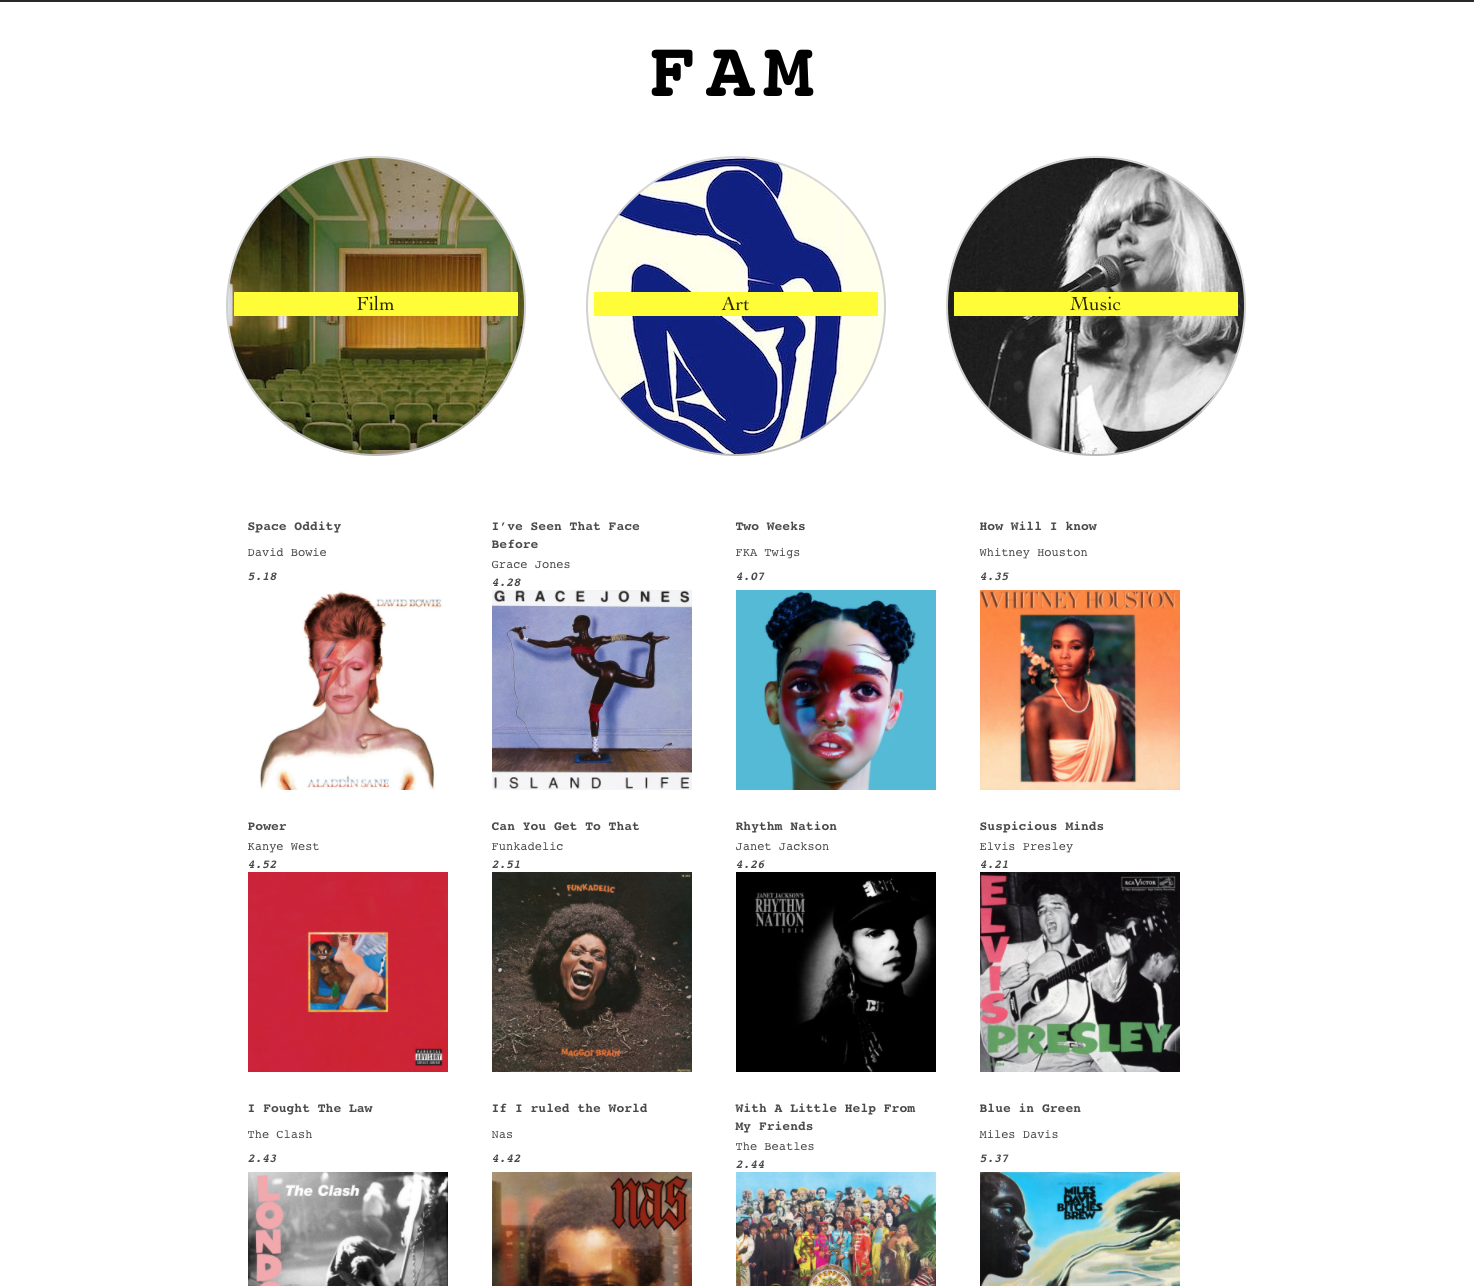 FAM
Film
Art
Music
Space Oddity
David Bowie
5.18
DAVID BOWIE
ALADDIN SANE
I’ve Seen That Face
Before
Grace Jones
4.28
GRACE JONES
ISLAND LIFE
Two Weeks
FKA Twigs
4.07
How Will I know
Whitney Houston
4.35
WHITNEY HOUSTON
Power
Kanye West
4.52
Can You Get To That
Funkadelic
2.51
FUNKADELIC
MAGGOT BRAIN
Rhythm Nation
Janet Jackson
4.26
JANET JACKSON'S
RHYTHM
NATION
1814
Suspicious Minds
Elvis Presley
4.21
RCA VICTOR
ELVIS
PRESLEY
I Fought The Law
The Clash
2.43
The Clash
LOND
If I ruled the World
Nas
4.42
nas
With A Little Help From
My Friends
The Beatles
2.44
Blue in Green
Miles Davis
5.37
MILES
DAVIS
BITCHES
BREW